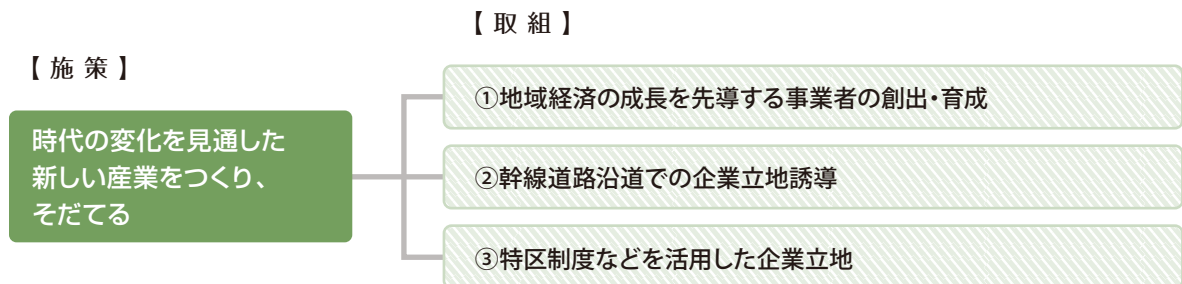 【取組】
【施策】
①地域経済の成長を先導する事業者の創出・育成
時代の変化を見通した
新しい産業をつくり、
そだてる
②幹線道路沿道での企業立地誘導
③特区制度などを活用した企業立地